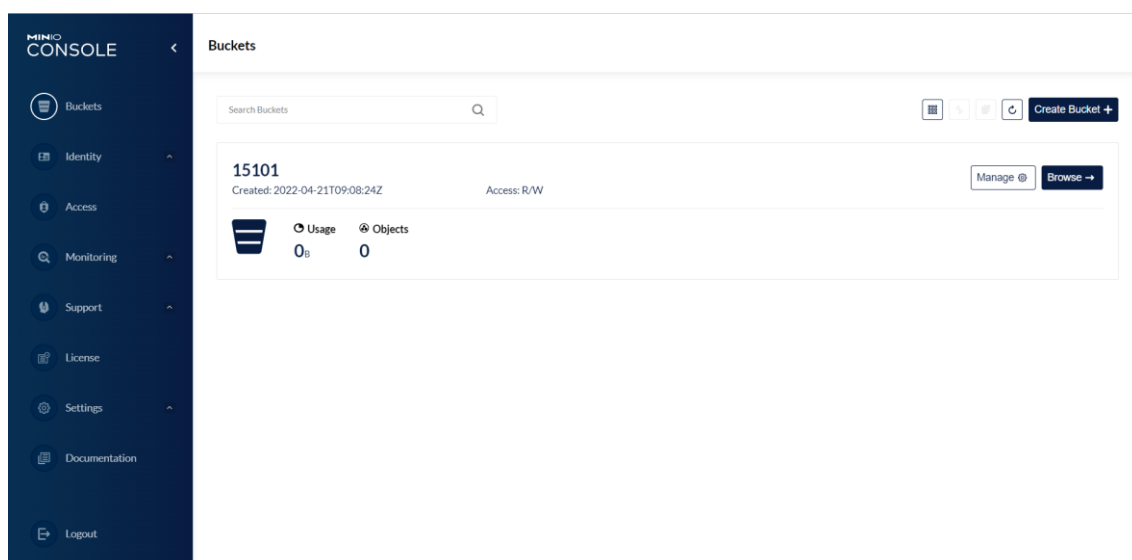 MINIO
CONSOLE
Buckets
Identity
Access
Monitoring
Support
License
Settings
Documentation
Logout
Buckets
Search Buckets
Create Bucket +
15101
Created: 2022-04-21T09:08:24Z Access: R/W
Manage
Browse →
Usage Objects
0B 0